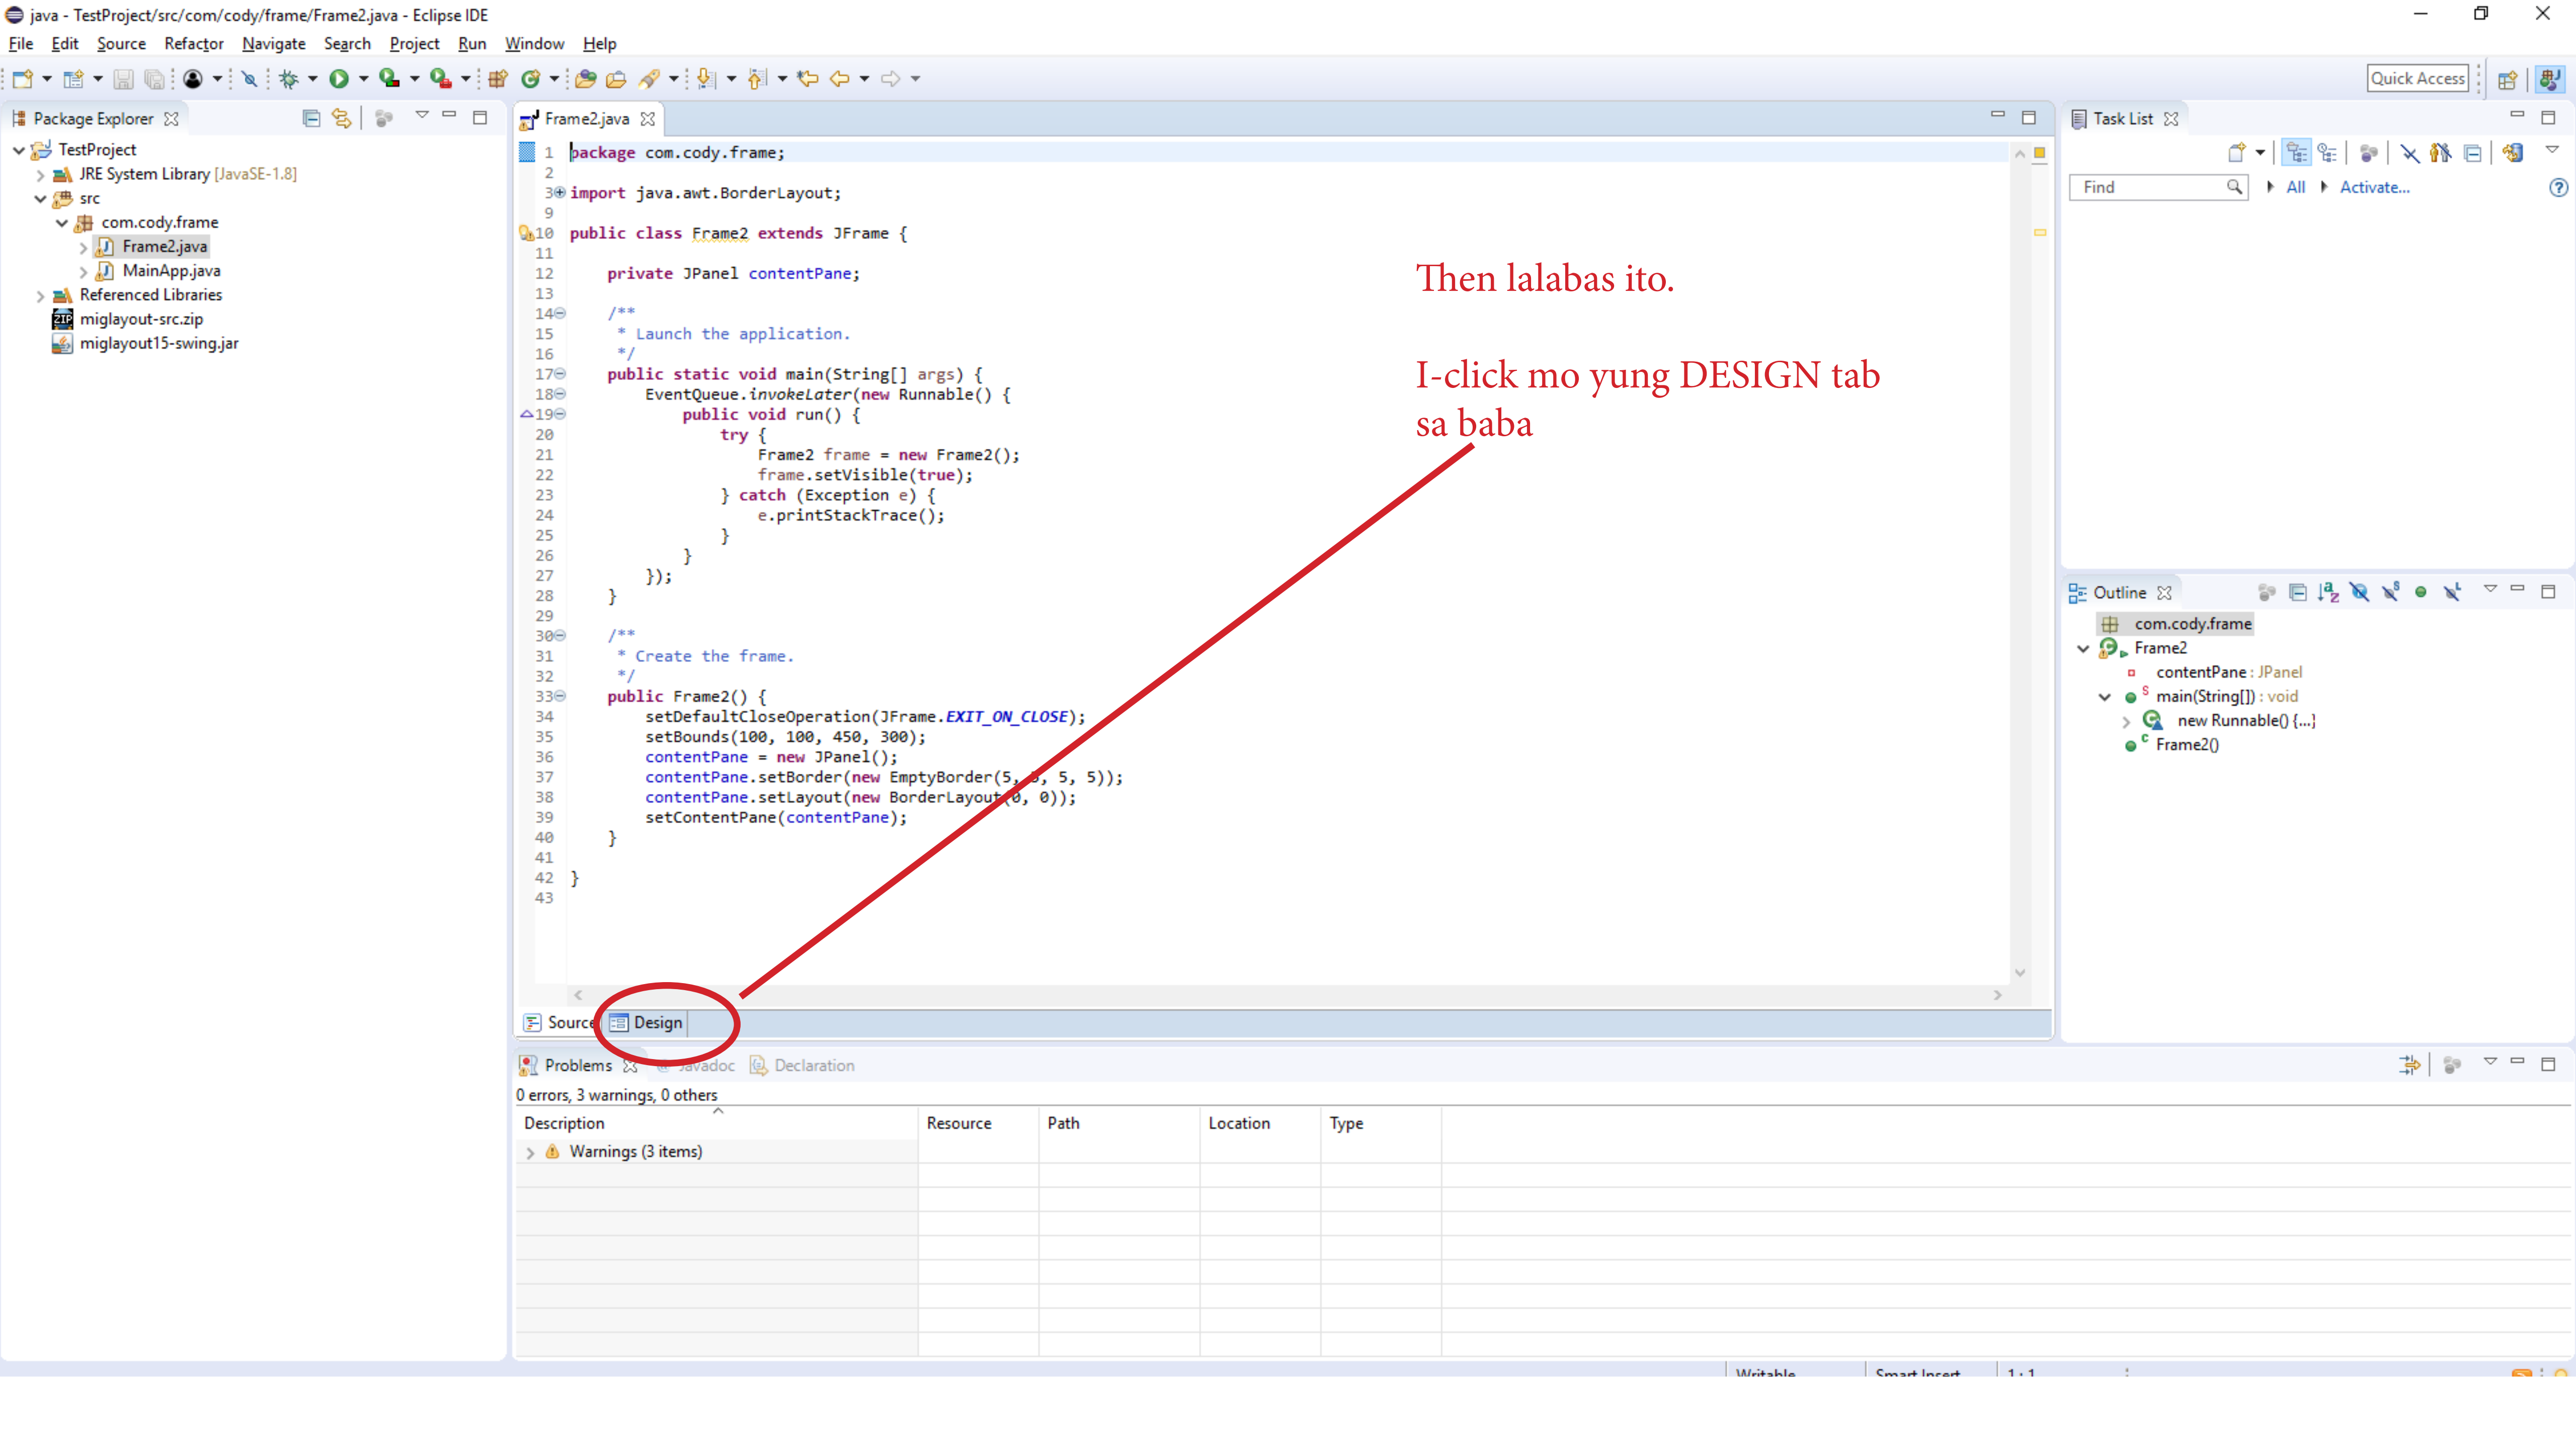 java - TestProject/src/com/cody/frame/Frame2.java - Eclipse IDE
File Edit Source Refactor Navigate Search Project Run Window Help
Quick Access
Package Explorer
TestProject
JRE System Library [JavaSE-1.8]
src
com.cody.frame
Frame2.java
MainApp.java
Referenced Libraries
miglayout-src.zip
miglayout15-swing.jar
Frame2.java
1 package com.cody.frame;
2
3 import java.awt.BorderLayout;
9
10 public class Frame2 extends JFrame {
11
12 private JPanel contentPane;
13
14 /**
15 * Launch the application.
16 */
17 public static void main(String[] args) {
18 EventQueue.invokeLater(new Runnable() {
19 public void run() {
20 try {
21 Frame2 frame = new Frame2();
22 frame.setVisible(true);
23 } catch (Exception e) {
24 e.printStackTrace();
25 }
26 }
27 });
28 }
29
30 /**
31 * Create the frame.
32 */
33 public Frame2() {
34 setDefaultCloseOperation(JFrame.EXIT_ON_CLOSE);
35 setBounds(100, 100, 450, 300);
36 contentPane = new JPanel();
37 contentPane.setBorder(new EmptyBorder(5, 5, 5, 5));
38 contentPane.setLayout(new BorderLayout(0, 0));
39 setContentPane(contentPane);
40 }
41
42 }
43
Then lalabas ito.
I-click mo yung DESIGN tab
sa baba
Source Design
Task List
Find All Activate...
Outline
com.cody.frame
Frame2
contentPane : JPanel
main(String[]) : void
new Runnable() {...}
Frame2()
Problems Javadoc Declaration
0 errors, 3 warnings, 0 others
Description Resource Path Location Type
Warnings (3 items)
Writable Smart Insert 1 : 1